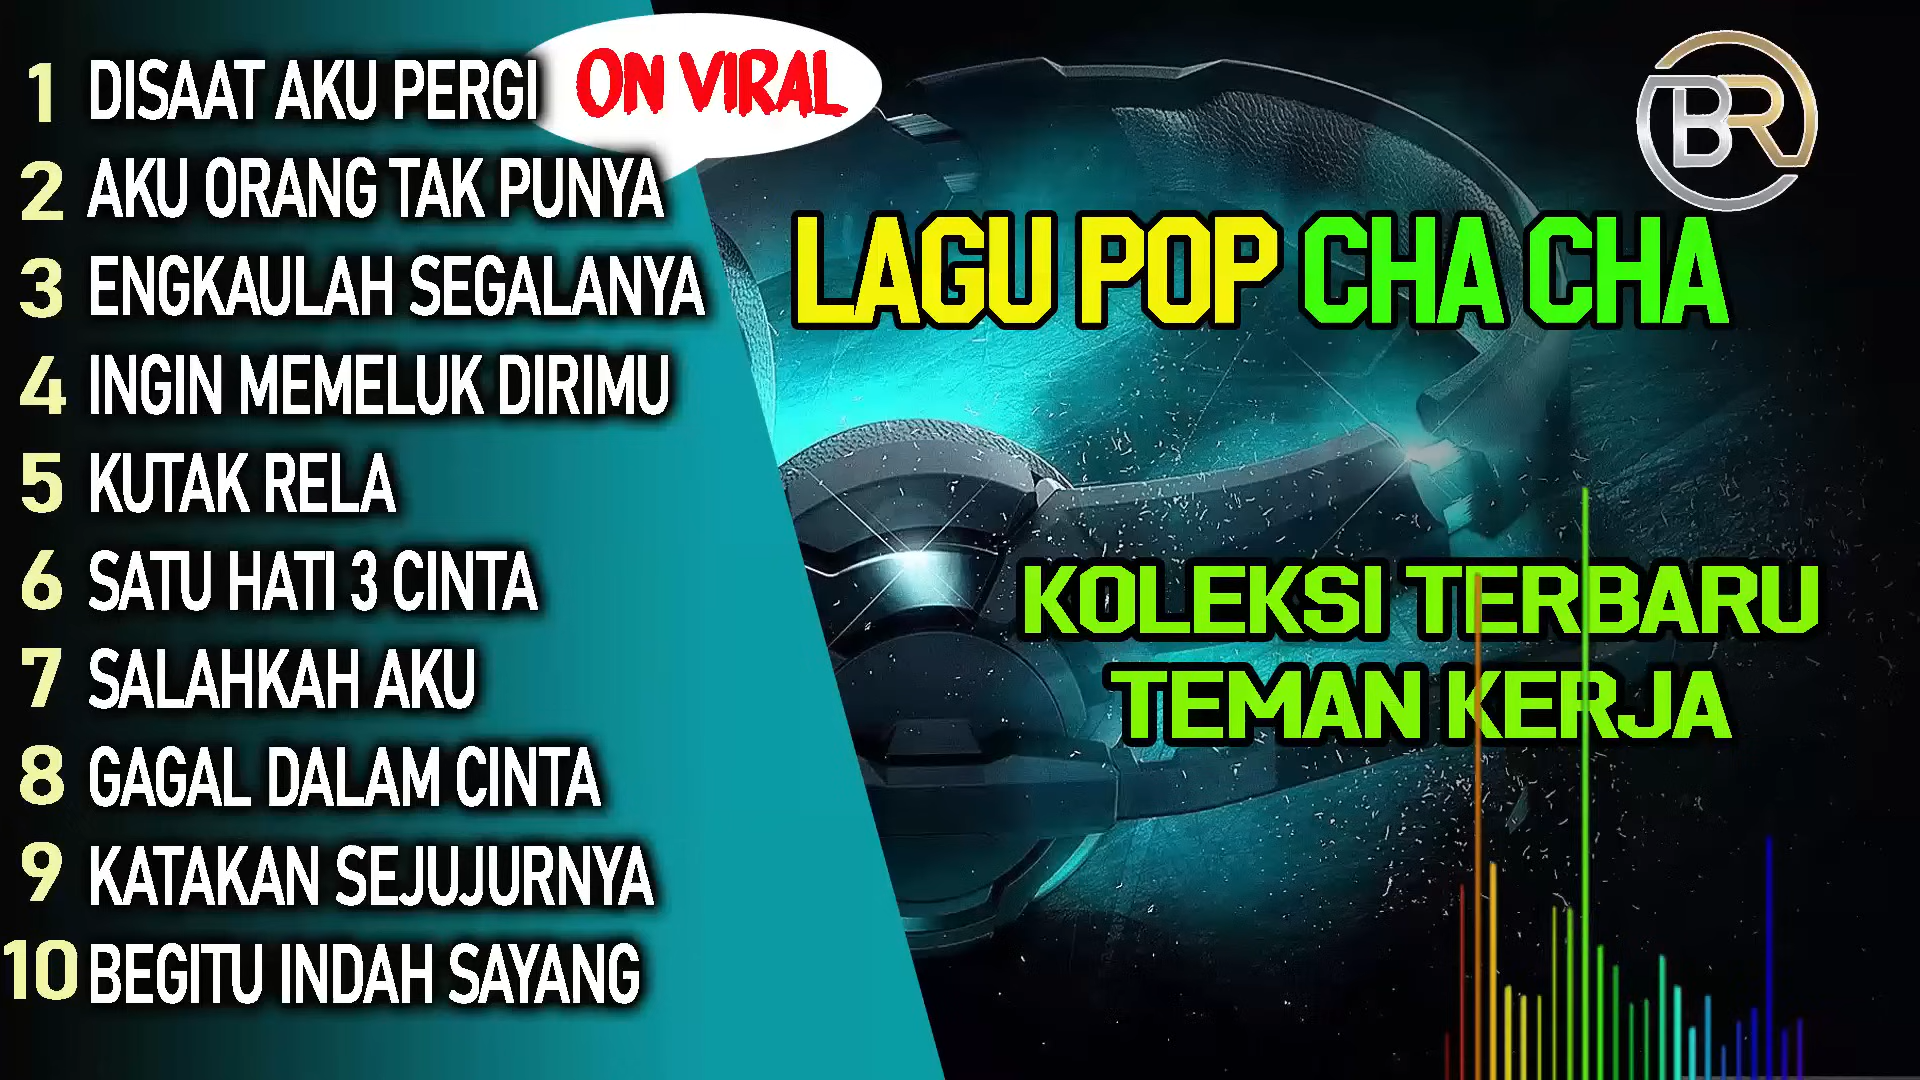 1 DISAAT AKU PERGI
ON VIRAL
2 AKU ORANG TAK PUNYA
3 ENGKAULAH SEGALANYA
4 INGIN MEMELUK DIRIMU
5 KUTAK RELA
6 SATU HATI 3 CINTA
7 SALAHKAH AKU
8 GAGAL DALAM CINTA
9 KATAKAN SEJUJURNYA
10 BEGITU INDAH SAYANG
BR
LAGU POP CHA CHA
KOLEKSI TERBARU
TEMAN KERJA